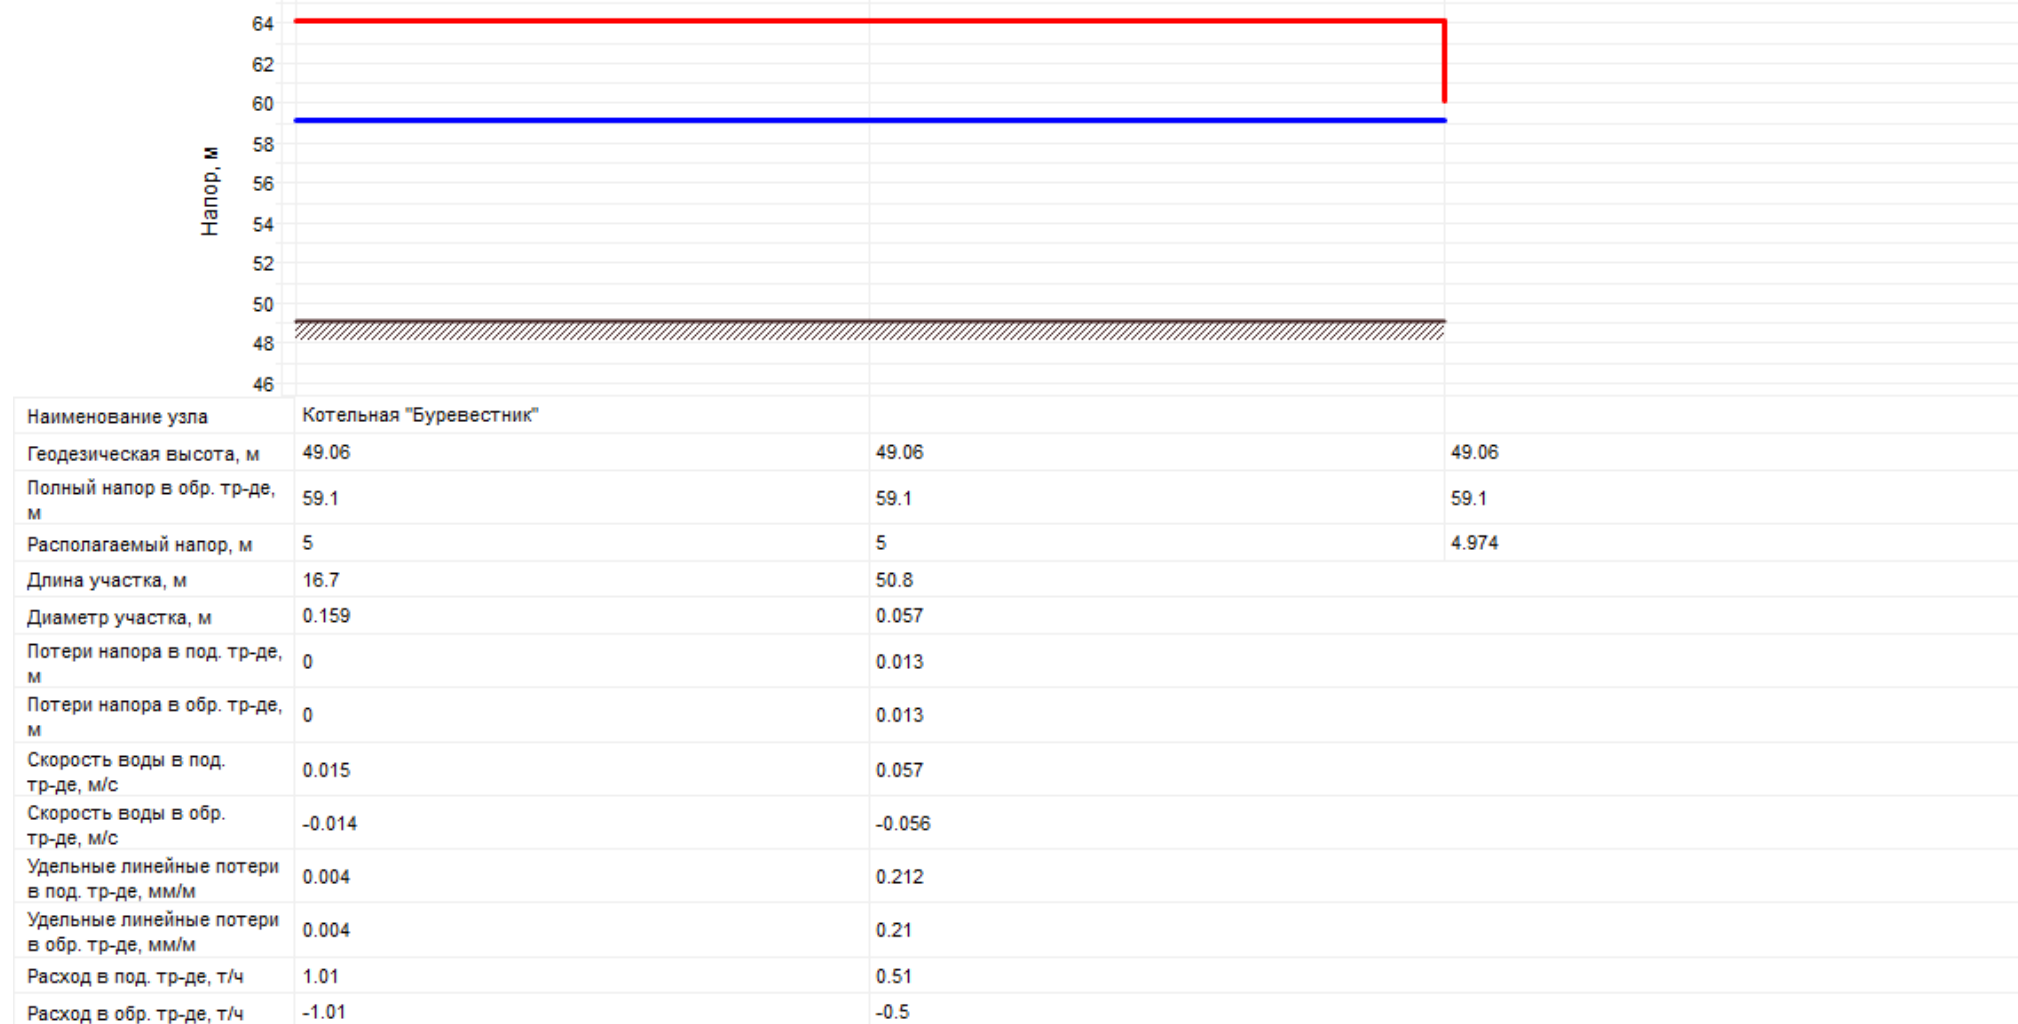 64
62
60
58
56
54
52
50
48
46
Напор, м
Наименование узла Котельная "Буревестник"
Геодезическая высота, м 49.06 49.06 49.06
Полный напор в обр. тр-де,
м 59.1 59.1 59.1
Располагаемый напор, м 5 5 4.974
Длина участка, м 16.7 50.8
Диаметр участка, м 0.159 0.057
Потери напора в под. тр-де,
м 0 0.013
Потери напора в обр. тр-де,
м 0 0.013
Скорость воды в под.
тр-де, м/с 0.015 0.057
Скорость воды в обр.
тр-де, м/с -0.014 -0.056
Удельные линейные потери
в под. тр-де, мм/м 0.004 0.212
Удельные линейные потери
в обр. тр-де, мм/м 0.004 0.21
Расход в под. тр-де, т/ч 1.01 0.51
Расход в обр. тр-де, т/ч -1.01 -0.5